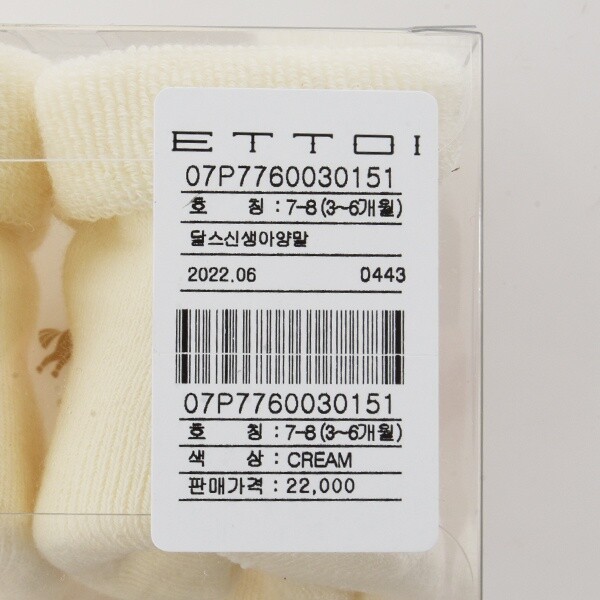 ETTOI
07P7760030151
호 칭 : 7-8 (3~6개월)
달스신생아양말
2022.06 0443
07P7760030151
호 칭 : 7-8 (3~6개월)
색 상 : CREAM
판매가격 : 22,000